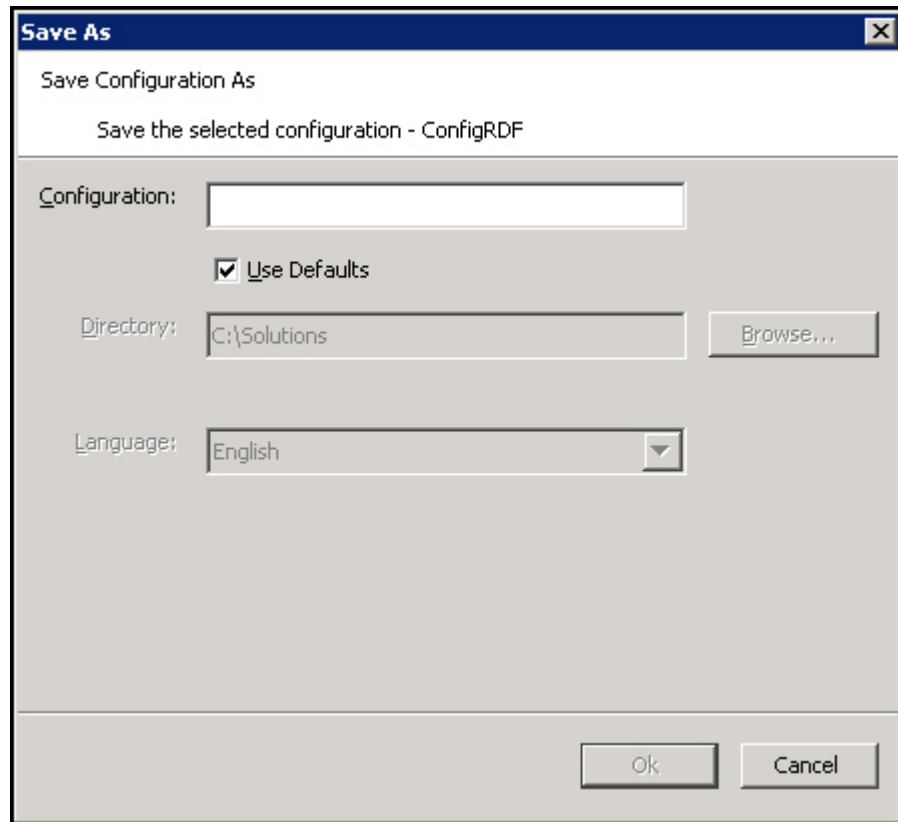 Save As
Save Configuration As
Save the selected configuration - ConfigRDF
Configuration:
Use Defaults
Directory: C:\Solutions Browse...
Language: English
Ok Cancel